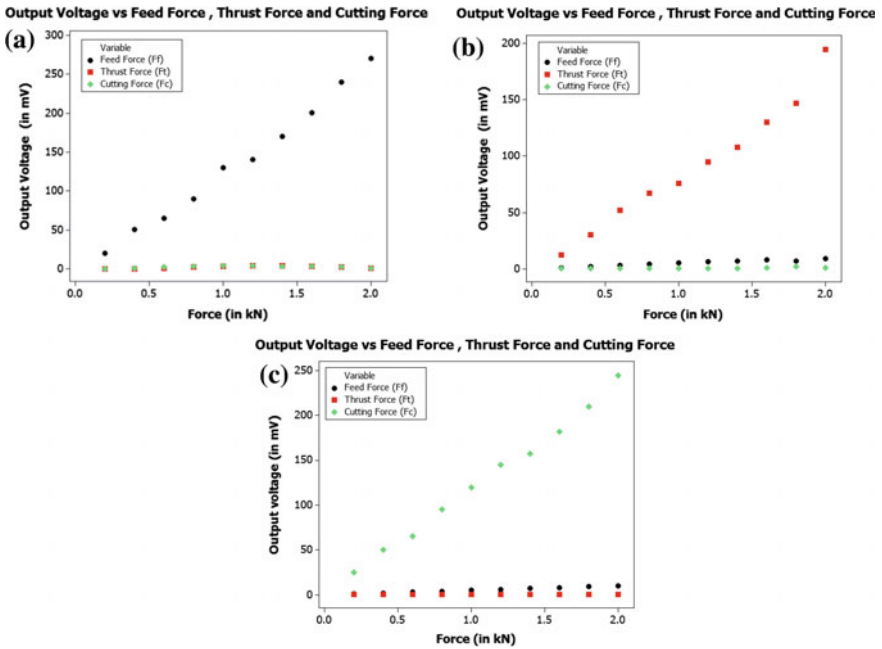 Output Voltage vs Feed Force , Thrust Force and Cutting Force
(a)
300
250
200
150
100
50
0
Output Voltage (in mV)
Variable
Feed Force (Ff)
Thrust Force (Ft)
Cutting Force (Fc)
0.0 0.5 1.0 1.5 2.0
Force (in kN)
Output Voltage vs Feed Force , Thrust Force and Cutting Force
(b)
200
150
100
50
0
Output Voltage (in mV)
Variable
Feed Force (Ff)
Thrust Force (Ft)
Cutting Force (Fc)
0.0 0.5 1.0 1.5 2.0
Force (in kN)
Output Voltage vs Feed Force , Thrust Force and Cutting Force
(c)
250
200
150
100
50
0
Output voltage (in mV)
Variable
Feed Force (Ff)
Thrust Force (Ft)
Cutting Force (Fc)
0.0 0.5 1.0 1.5 2.0
Force (in kN)